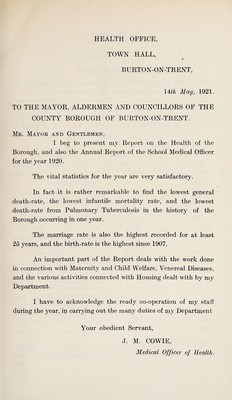 HEALTH OFFICE,
TOWN HALL,
BURTON-ON-TRENT,
14th May, 1921.
TO THE MAYOR, ALDERMEN AND COUNCILLORS OF THE
COUNTY BOROUGH OF BURTON-ON-TRENT.
MR. MAYOR AND GENTLEMEN,
I beg to present my Report on the Health of the
Borough, and also the Annual Report of the School Medical Officer
for the year 1920.
The vital statistics for the year are very satisfactory.
In fact it is rather remarkable to find the lowest general
death-rate, the lowest infantile mortality rate, and the lowest
death-rate from Pulmonary Tuberculosis in the history of the
Borough occurring in one year.
The marriage rate is also the highest recorded for at least
25 years, and the birth-rate is the highest since 1907.
An important part of the Report deals with the work done
in connection with Maternity and Child Welfare, Venereal Diseases,
and the various activities connected with Housing dealt with by my
Department.
I have to acknowledge the ready co-operation of my staff
during the year, in carrying out the many duties of my Department
Your obedient Servant,
J. M. COWIE,
Medical Officer of Health.